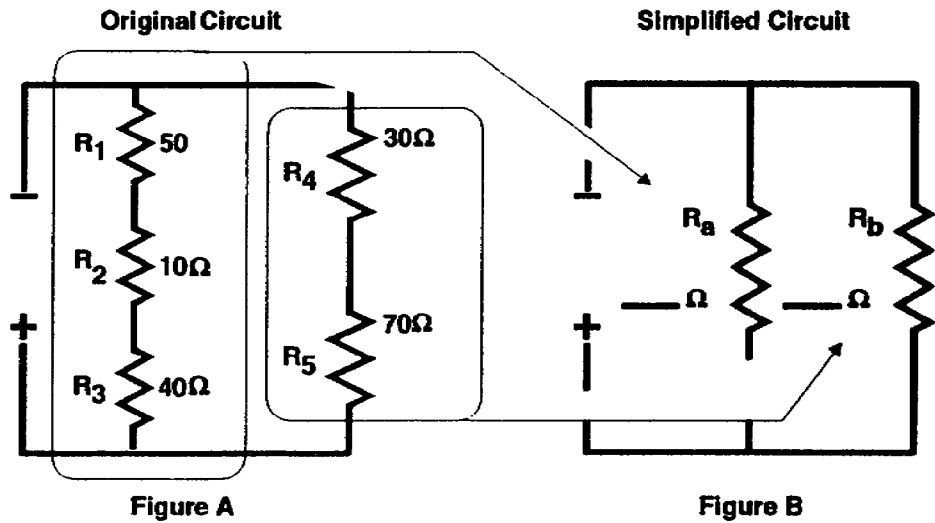 Original Circuit
Simplified Circuit
R1 50
R2 10Ω
R3 40Ω
R4 30Ω
R5 70Ω
− 
+
−
+
Ra
Ω
Rb
Ω
Figure A
Figure B